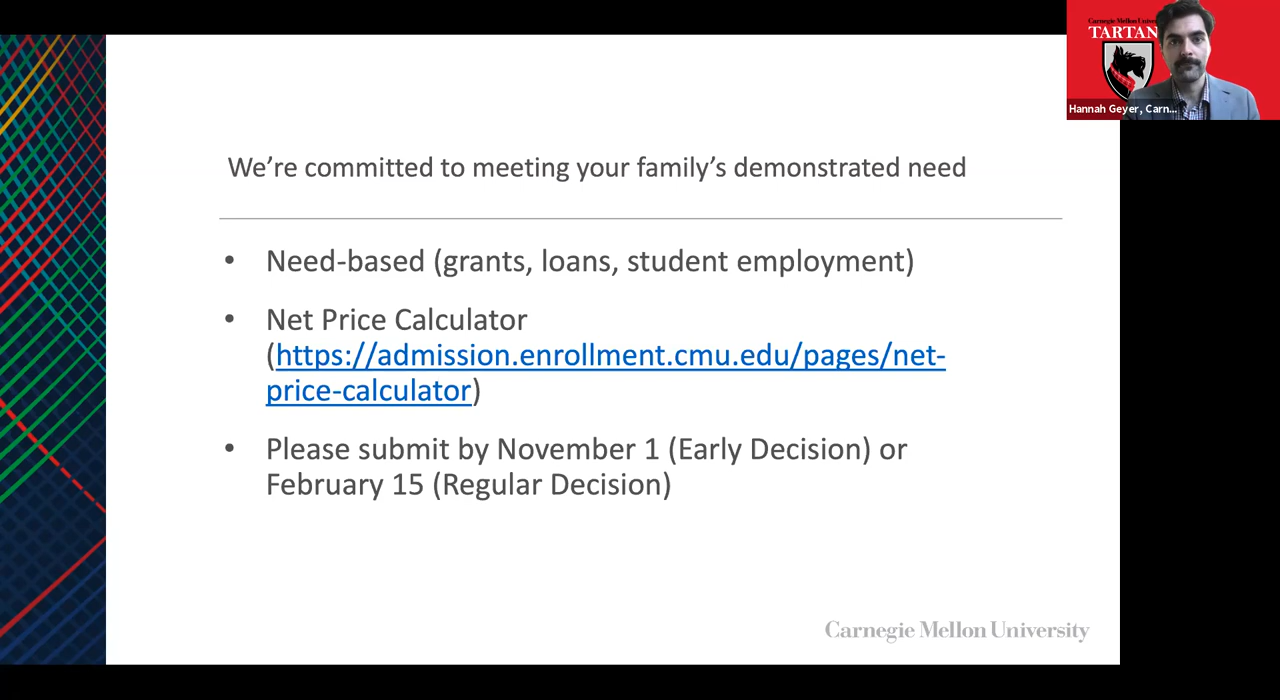 Carnegie Mellon Univer
TARTAN
Hannah Geyer, Carn...
We're committed to meeting your family's demonstrated need
• Need-based (grants, loans, student employment)
• Net Price Calculator
(https://admission.enrollment.cmu.edu/pages/net-
price-calculator)
• Please submit by November 1 (Early Decision) or
February 15 (Regular Decision)
Carnegie Mellon University